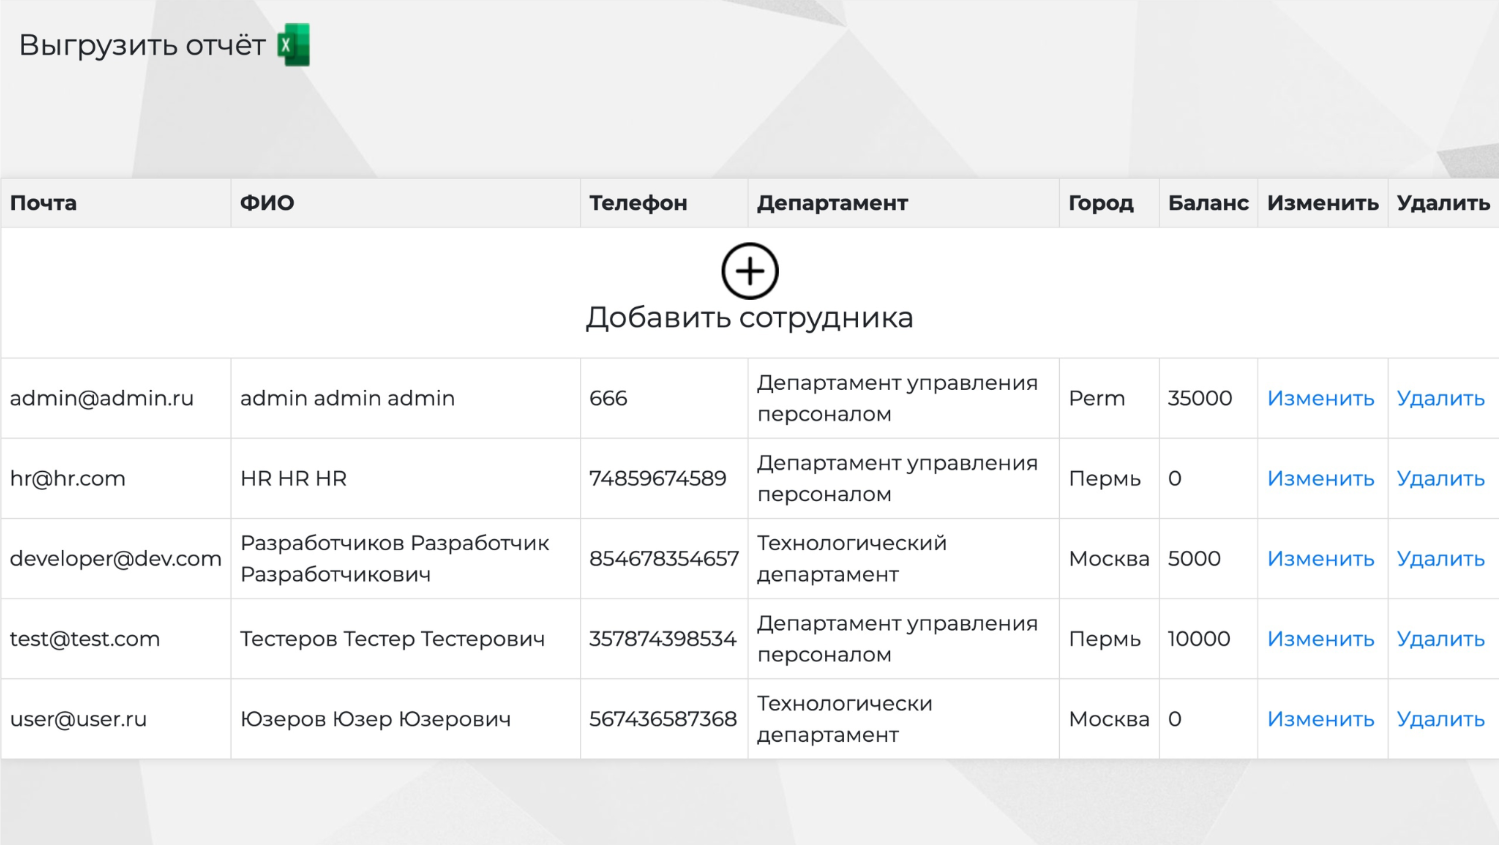 Выгрузить отчёт
Почта ФИО Телефон Департамент Город Баланс Изменить Удалить
Добавить сотрудника
admin@admin.ru admin admin admin 666 Департамент управления персоналом Perm 35000 Изменить Удалить
hr@hr.com HR HR HR 74859674589 Департамент управления персоналом Пермь 0 Изменить Удалить
developer@dev.com Разработчиков Разработчик Разработчикович 854678354657 Технологический департамент Москва 5000 Изменить Удалить
test@test.com Тестеров Тестер Тестерович 357874398534 Департамент управления персоналом Пермь 10000 Изменить Удалить
user@user.ru Юзеров Юзер Юзерович 567436587368 Технологически департамент Москва 0 Изменить Удалить